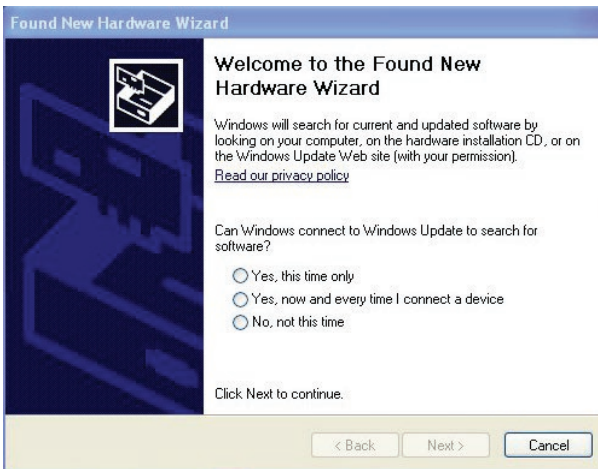 Found New Hardware Wizard
Welcome to the Found New
Hardware Wizard
Windows will search for current and updated software by
looking on your computer, on the hardware installation CD, or on
the Windows Update Web site (with your permission).
Read our privacy policy
Can Windows connect to Windows Update to search for
software?
Yes, this time only
Yes, now and every time I connect a device
No, not this time
Click Next to continue.
< Back
Next >
Cancel